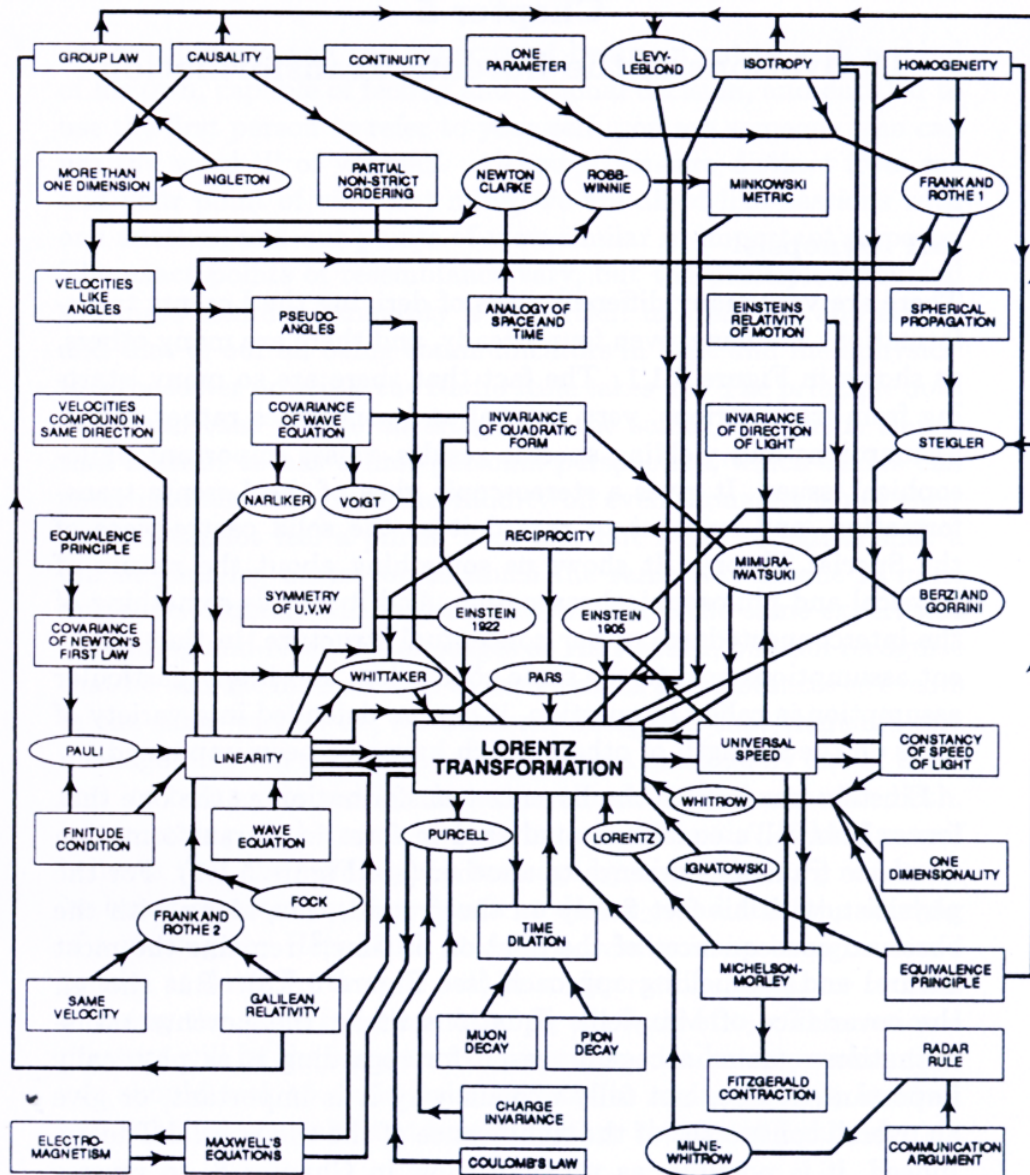 GROUP LAW
CAUSALITY
CONTINUITY
ONE
PARAMETER
LEVY-
LEBLOND
ISOTROPY
HOMOGENEITY
MORE THAN
ONE DIMENSION
INGLETON
PARTIAL
NON-STRICT
ORDERING
NEWTON
CLARKE
ROBB-
WINNIE
MINKOWSKI
METRIC
FRANK AND
ROTHE 1
VELOCITIES
LIKE
ANGLES
PSEUDO-
ANGLES
ANALOGY OF
SPACE AND
TIME
EINSTEINS
RELATIVITY
OF MOTION
SPHERICAL
PROPAGATION
VELOCITIES
COMPOUND IN
SAME DIRECTION
COVARIANCE
OF WAVE
EQUATION
INVARIANCE
OF QUADRATIC
FORM
INVARIANCE
OF DIRECTION
OF LIGHT
STEIGLER
NARLIKER
VOIGT
EQUIVALENCE
PRINCIPLE
RECIPROCITY
MIMURA-
IWATSUKI
BERZI AND
GORRINI
SYMMETRY
OF U,V,W
EINSTEIN
1922
EINSTEIN
1905
COVARIANCE
OF NEWTON'S
FIRST LAW
WHITTAKER
PARS
PAULI
LINEARITY
LORENTZ
TRANSFORMATION
UNIVERSAL
SPEED
CONSTANCY
OF SPEED
OF LIGHT
WHITROW
FINITUDE
CONDITION
WAVE
EQUATION
PURCELL
LORENTZ
IGNATOWSKI
ONE
DIMENSIONALITY
FOCK
FRANK AND
ROTHE 2
TIME
DILATION
SAME
VELOCITY
GALILEAN
RELATIVITY
MICHELSON-
MORLEY
EQUIVALENCE
PRINCIPLE
MUON
DECAY
PION
DECAY
RADAR
RULE
FITZGERALD
CONTRACTION
CHARGE
INVARIANCE
ELECTRO-
MAGNETISM
MAXWELL'S
EQUATIONS
COULOMB'S LAW
MILNE-
WHITROW
COMMUNICATION
ARGUMENT